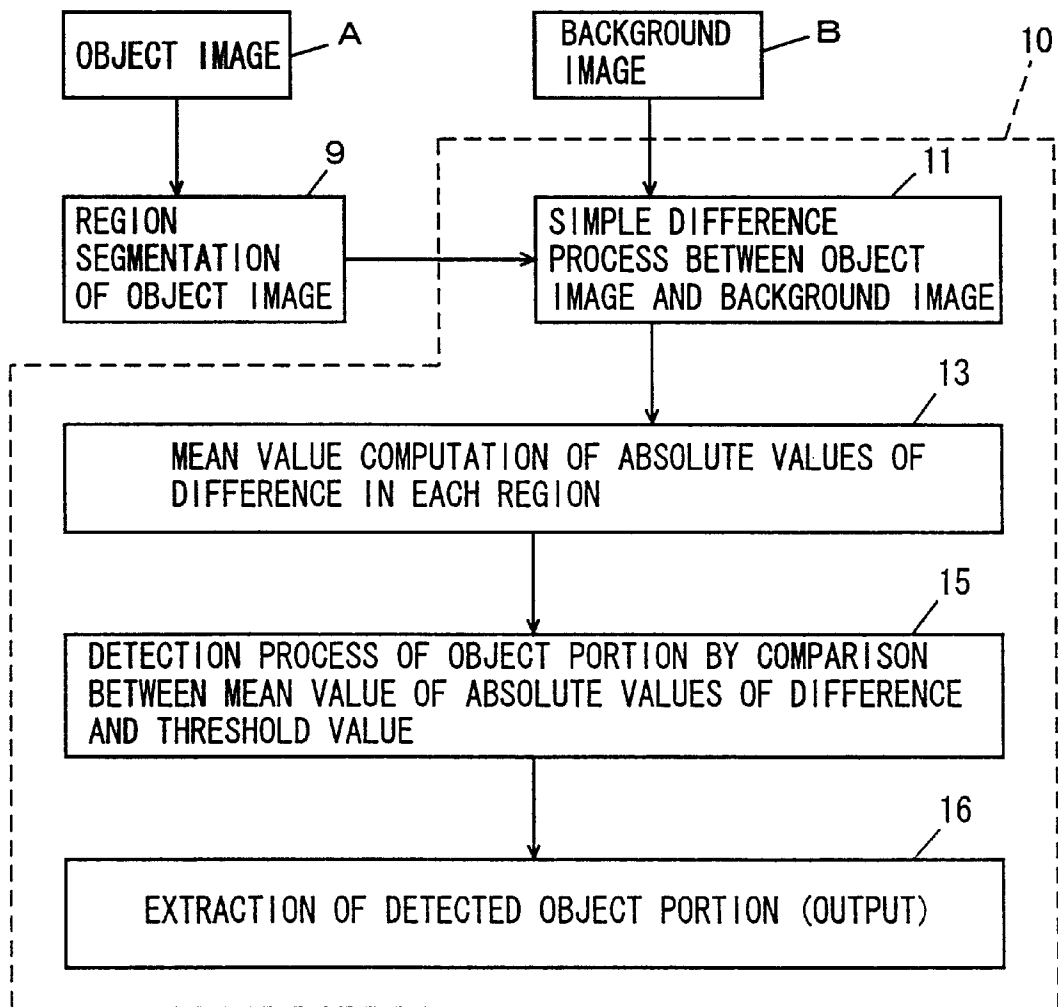 OBJECT IMAGE
A
BACKGROUND
IMAGE
B
10
9
REGION
SEGMENTATION
OF OBJECT IMAGE
11
SIMPLE DIFFERENCE
PROCESS BETWEEN OBJECT
IMAGE AND BACKGROUND IMAGE
13
MEAN VALUE COMPUTATION OF ABSOLUTE VALUES OF
DIFFERENCE IN EACH REGION
15
DETECTION PROCESS OF OBJECT PORTION BY COMPARISON
BETWEEN MEAN VALUE OF ABSOLUTE VALUES OF DIFFERENCE
AND THRESHOLD VALUE
16
EXTRACTION OF DETECTED OBJECT PORTION (OUTPUT)